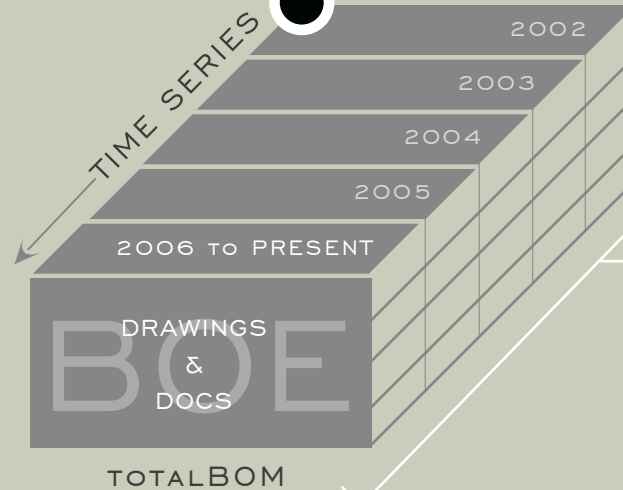 TIME SERIES
2002
2003
2004
2005
2006 TO PRESENT
BOE
DRAWINGS
&
DOCS
TOTALBOM